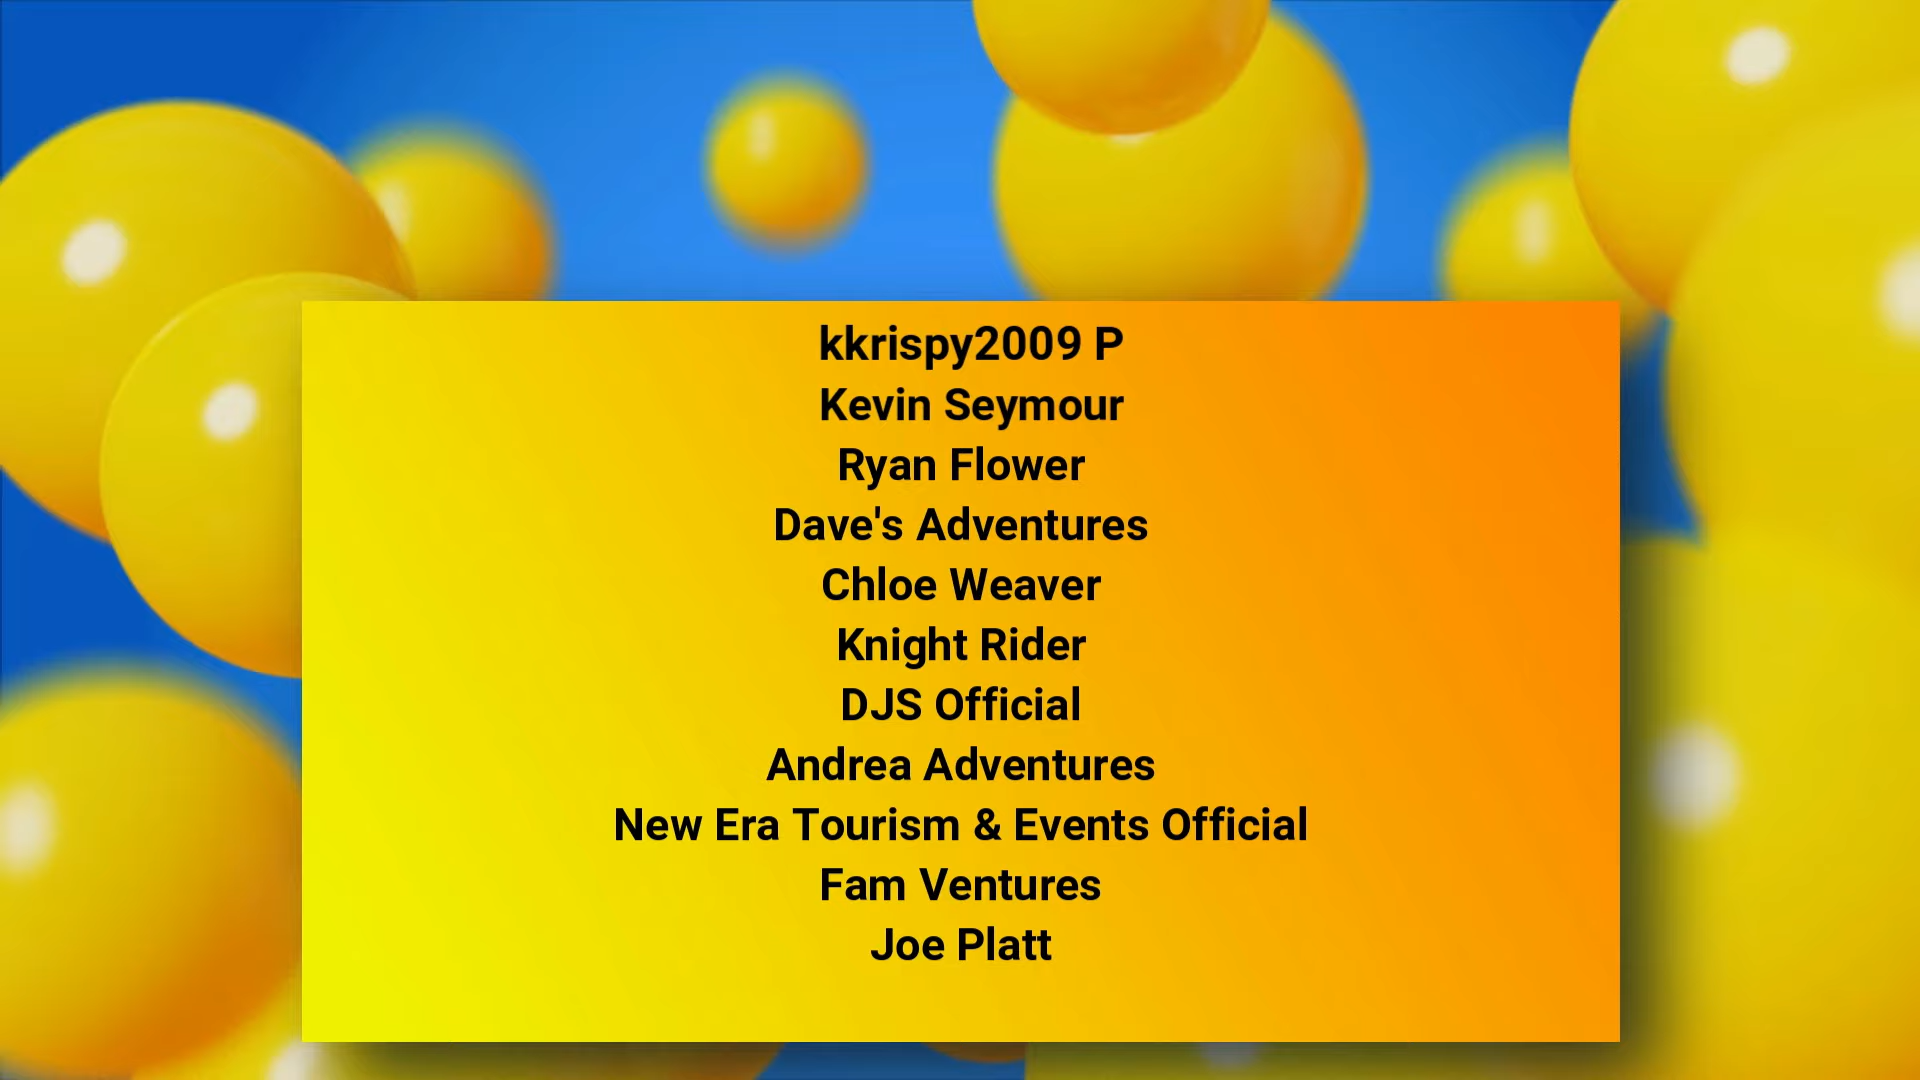 kkrispy2009 P
Kevin Seymour
Ryan Flower
Dave's Adventures
Chloe Weaver
Knight Rider
DJS Official
Andrea Adventures
New Era Tourism & Events Official
Fam Ventures
Joe Platt